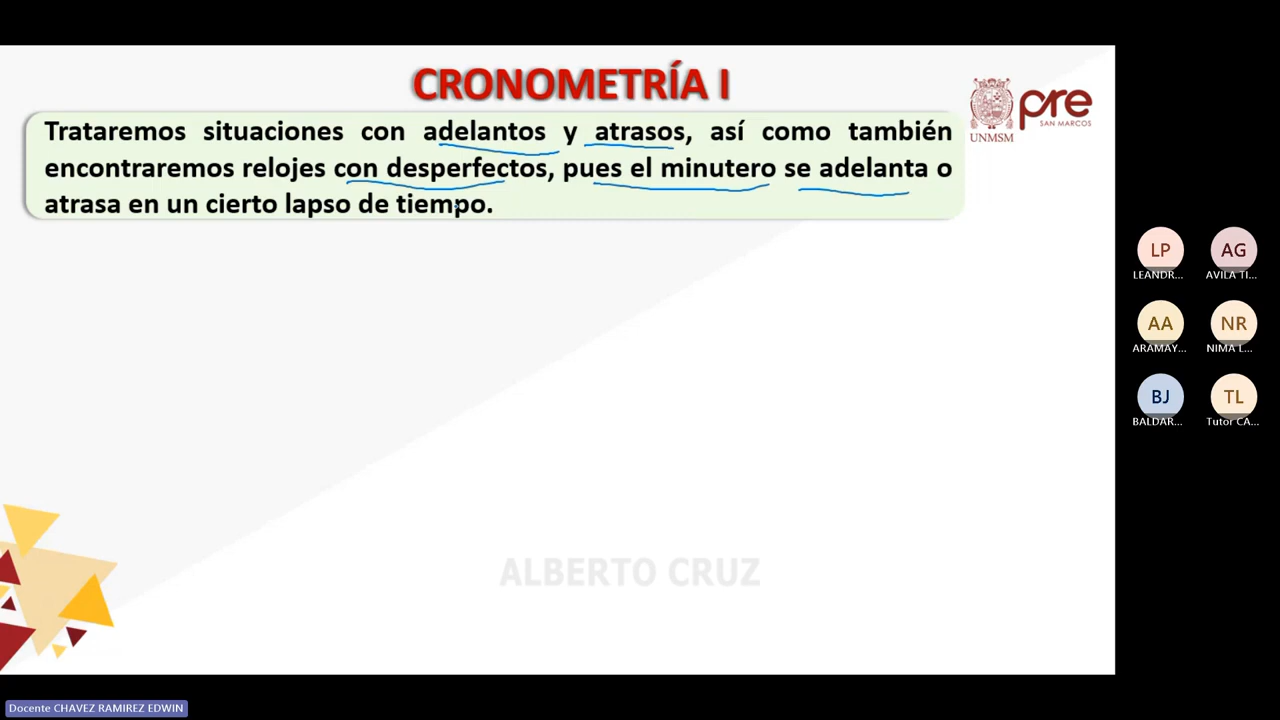 CRONOMETRÍA I
Trataremos situaciones con adelantos y atrasos, así como también
encontraremos relojes con desperfectos, pues el minutero se adelanta o
atrasa en un cierto lapso de tiempo.
UNMSM
pre
SAN MARCOS
LP
AG
LEANDR...
AVILA TI...
AA
NR
ARAMAY...
NIMA L...
BJ
TL
BALDAR...
Tutor CA...
ALBERTO CRUZ
Docente CHAVEZ RAMIREZ EDWIN